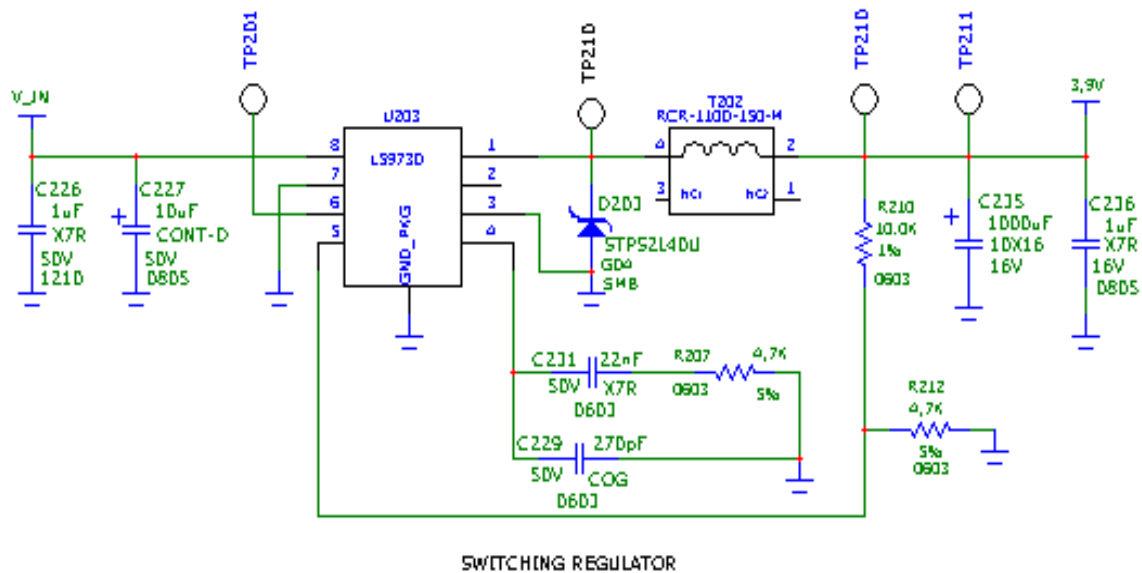 TP201
TP210
TP210
TP211
V_IN
U203
T202
RCR-110D-150-M
3,9V
L5973D
GND_PKG
8
7
6
5
1
2
3
4
4
2
3
1
NC1
NC2
C226
1uF
X7R
50V
1210
C227
10uF
CONT-D
50V
0805
D203
STPS2L40U
GD4
SMB
R210
10.0K
1%
0603
C235
1000uF
10X16
16V
C236
1uF
X7R
16V
0805
C231
22nF
50V
X7R
0603
R207
4,7K
0603
5%
C229
270pF
50V
COG
0603
R212
4,7K
5%
0603
SWITCHING REGULATOR